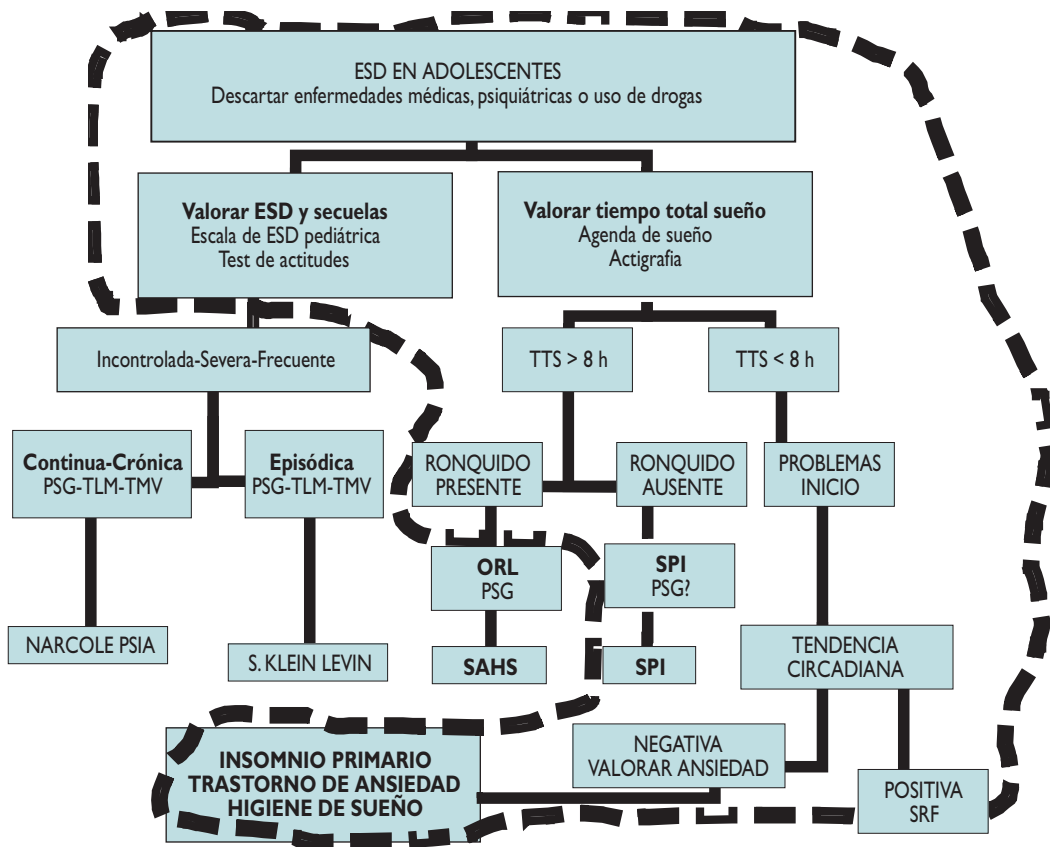 ESD EN ADOLESCENTES
Descartar enfermedades médicas, psiquiátricas o uso de drogas
Valorar ESD y secuelas
Escala de ESD pediátrica
Test de actitudes
Valorar tiempo total sueño
Agenda de sueño
Actigrafia
Incontrolada-Severa-Frecuente
TTS > 8 h
TTS < 8 h
Continua-Crónica
PSG-TLM-TMV
Episódica
PSG-TLM-TMV
RONQUIDO
PRESENTE
RONQUIDO
AUSENTE
PROBLEMAS
INICIO
ORL
PSG
SPI
PSG?
NARCOLE PSIA
S. KLEIN LEVIN
SAHS
SPI
TENDENCIA
CIRCADIANA
INSOMNIO PRIMARIO
TRASTORNO DE ANSIEDAD
HIGIENE DE SUEÑO
NEGATIVA
VALORAR ANSIEDAD
POSITIVA
SRF